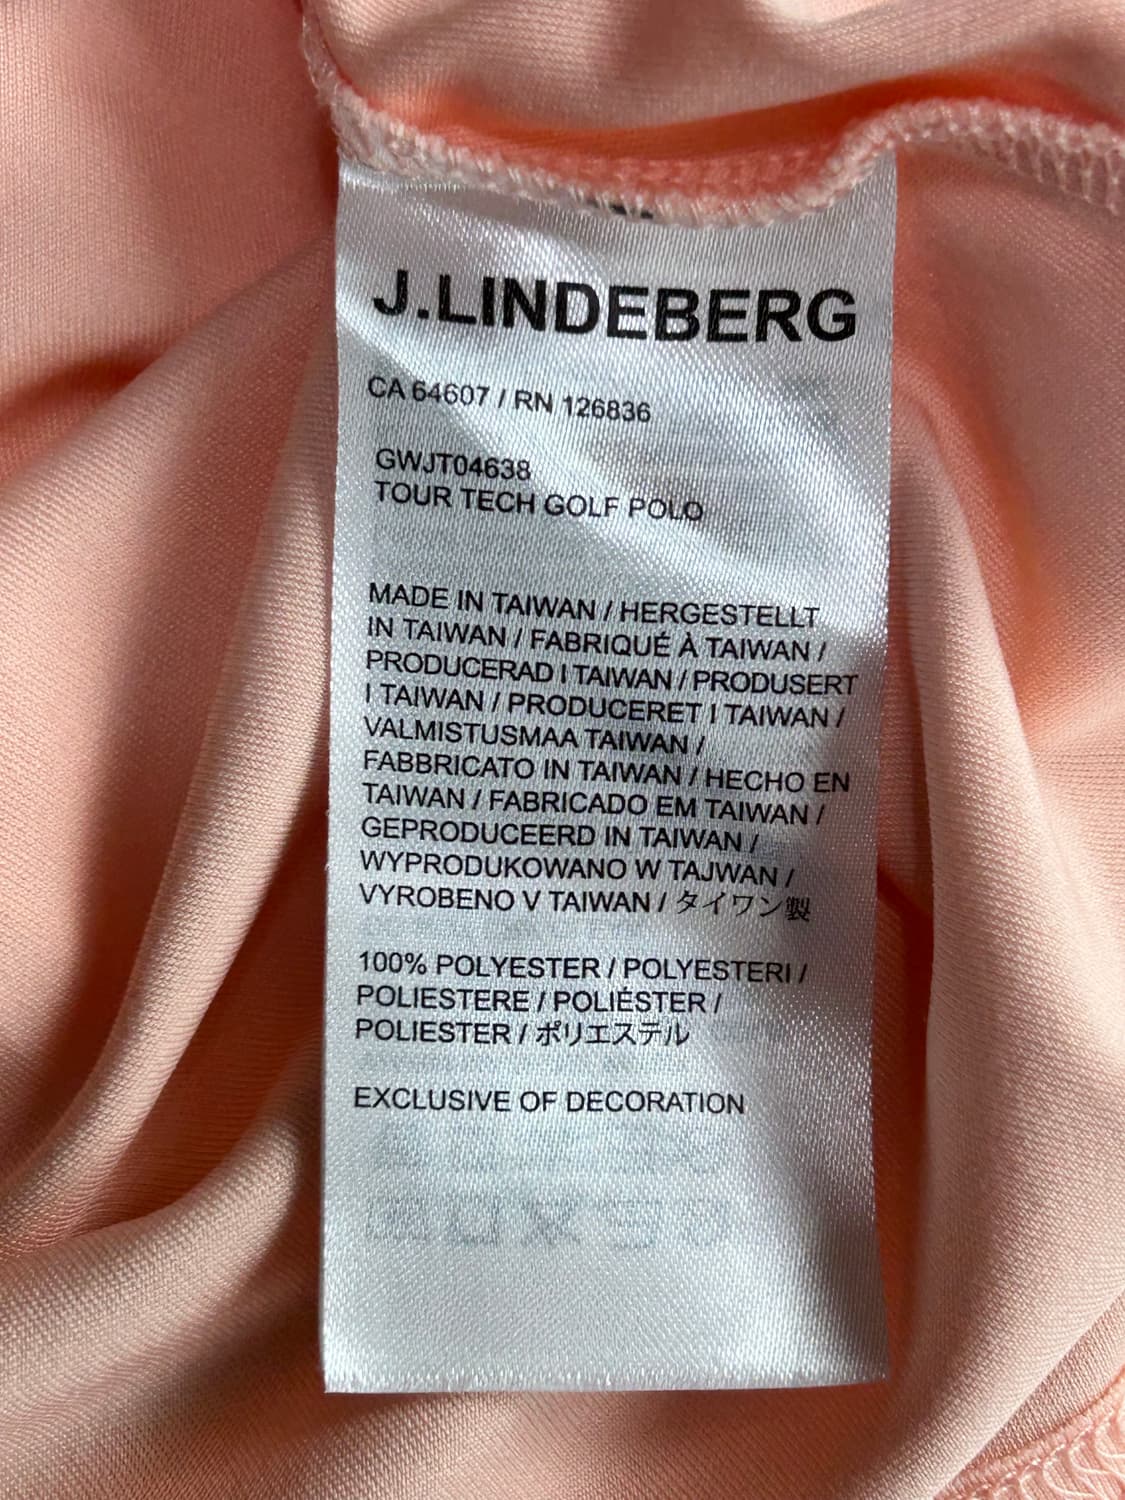 J.LINDEBERG
CA 64607 / RN 126836
GWJT04638
TOUR TECH GOLF POLO
MADE IN TAIWAN / HERGESTELLT
IN TAIWAN / FABRIQUÉ À TAIWAN /
PRODUCERAD I TAIWAN / PRODUSERT
I TAIWAN / PRODUCERET I TAIWAN /
VALMISTUSMAA TAIWAN /
FABBRICATO IN TAIWAN / HECHO EN
TAIWAN / FABRICADO EM TAIWAN /
GEPRODUCEERD IN TAIWAN /
WYPRODUKOWANO W TAJWAN /
VYROBENO V TAIWAN / タイワン製
100% POLYESTER / POLYESTERI /
POLIESTERE / POLIÉSTER /
POLIESTER / ポリエステル
EXCLUSIVE OF DECORATION